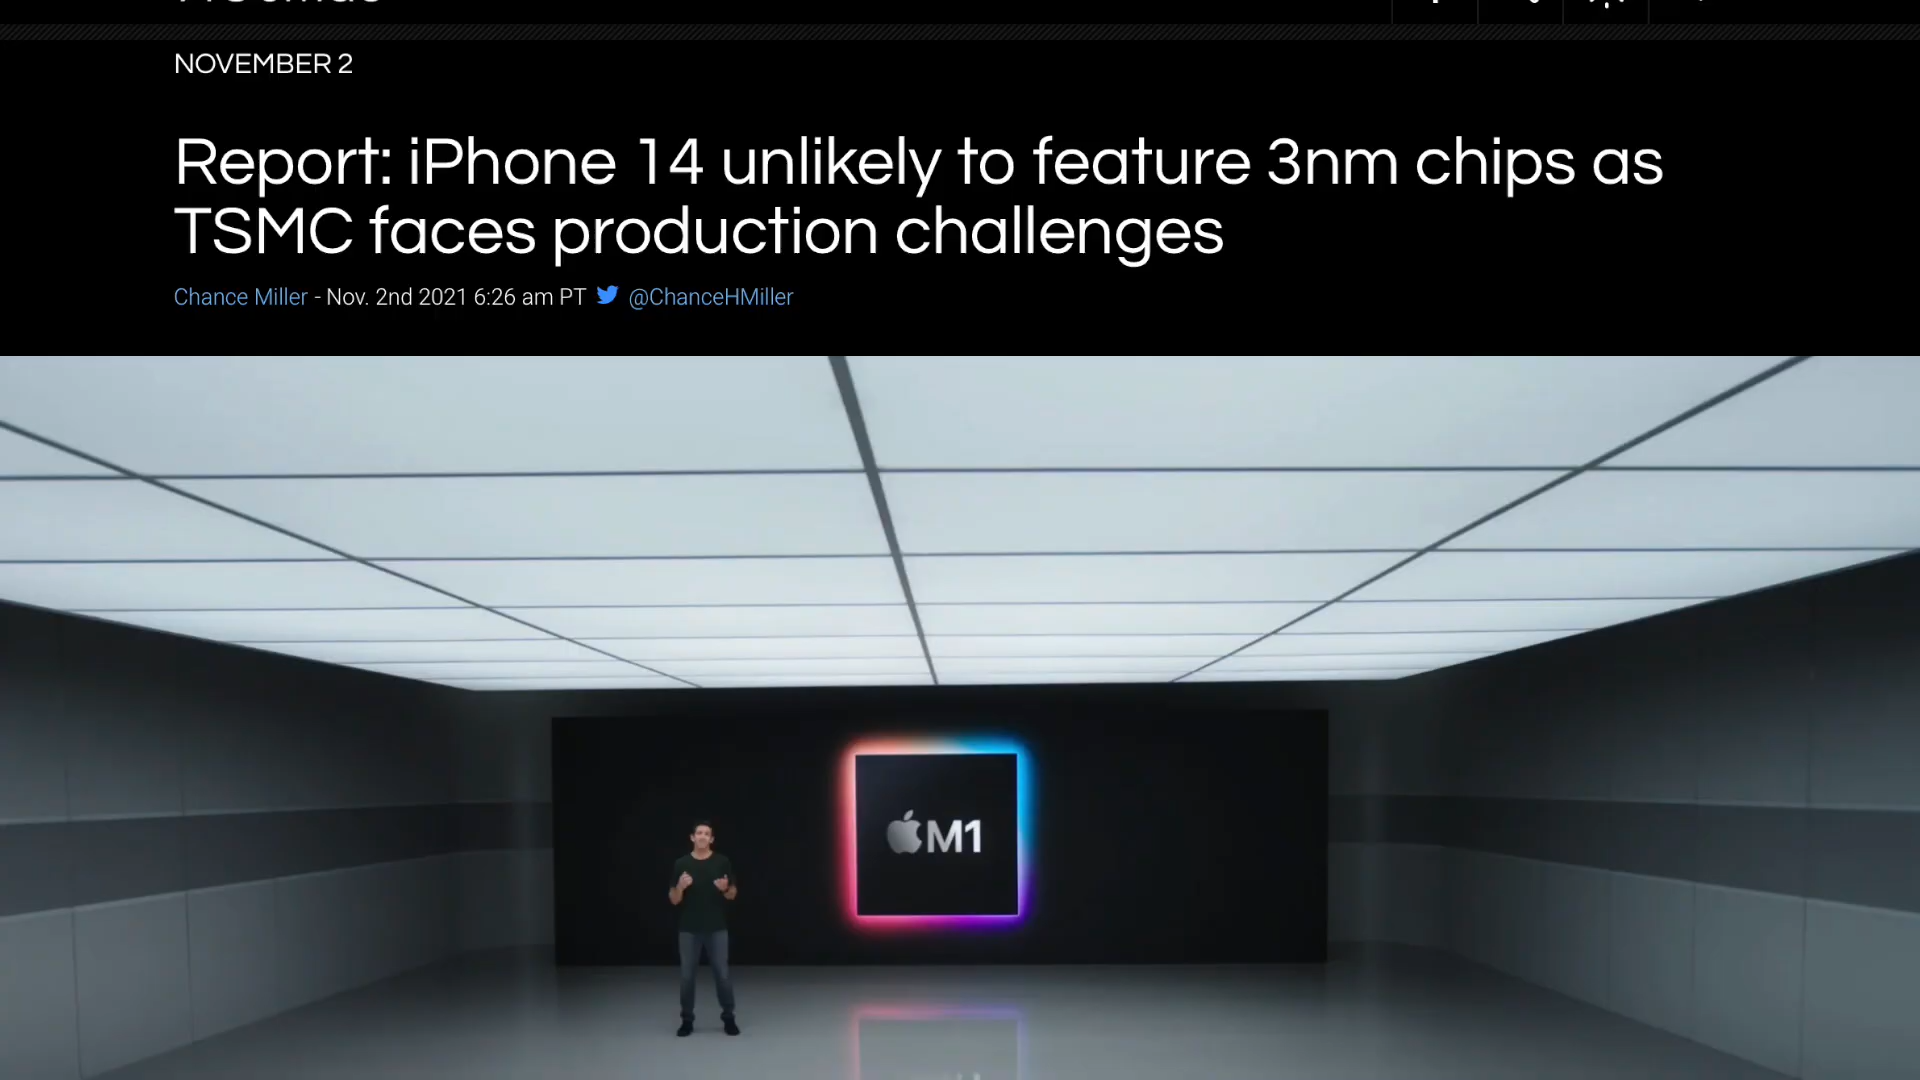 NOVEMBER 2
Report: iPhone 14 unlikely to feature 3nm chips as
TSMC faces production challenges
Chance Miller - Nov. 2nd 2021 6:26 am PT @ChanceHMiller
M1